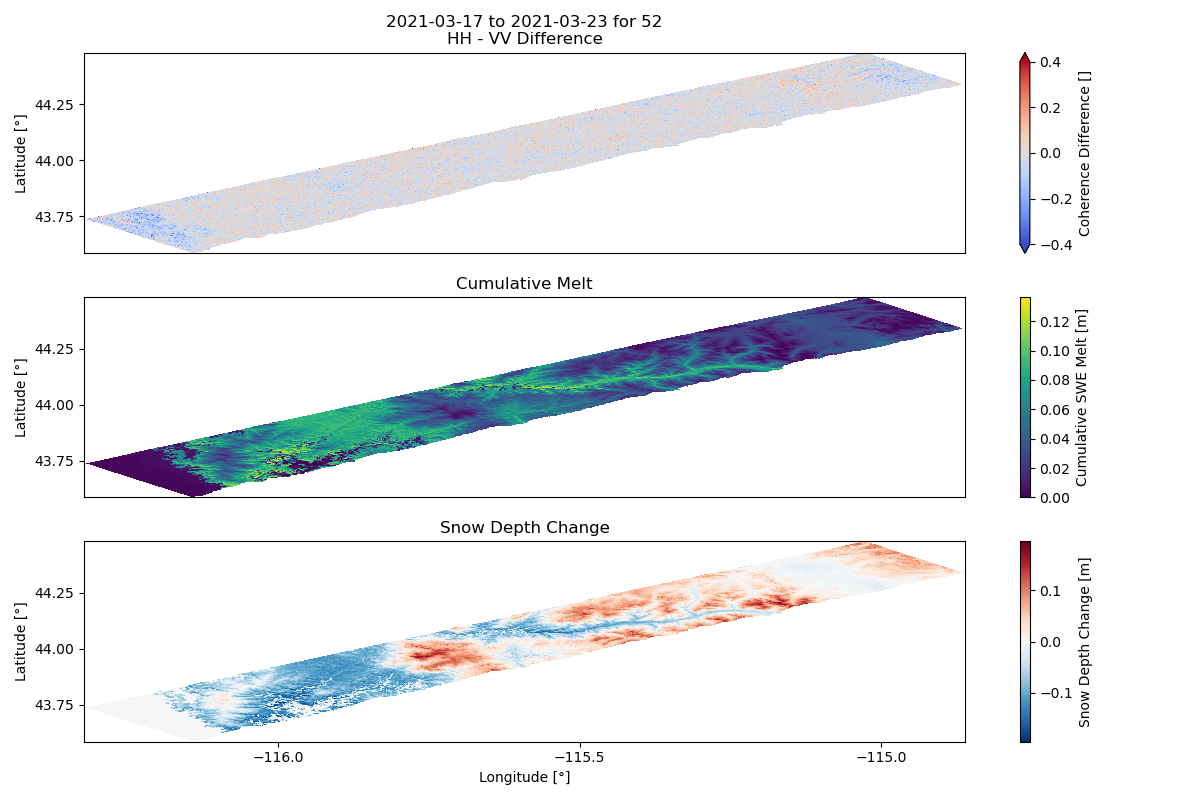 2021-03-17 to 2021-03-23 for 52
HH - VV Difference
44.25
44.00
43.75
Latitude [°]
0.4
0.2
0.0
−0.2
−0.4
Coherence Difference []
Cumulative Melt
44.25
44.00
43.75
Latitude [°]
0.12
0.10
0.08
0.06
0.04
0.02
0.00
Cumulative SWE Melt [m]
Snow Depth Change
44.25
44.00
43.75
Latitude [°]
−116.0
−115.5
−115.0
Longitude [°]
0.1
0.0
−0.1
Snow Depth Change [m]